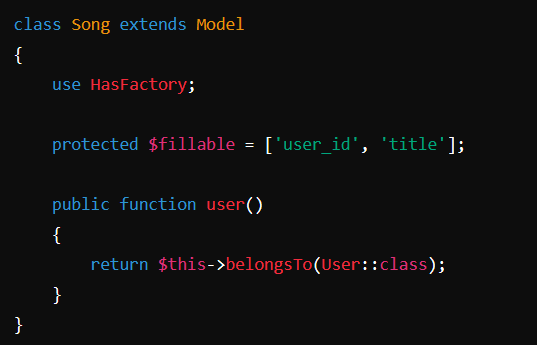 class Song extends Model
{
    use HasFactory;

    protected $fillable = ['user_id', 'title'];

    public function user()
    {
        return $this->belongsTo(User::class);
    }
}